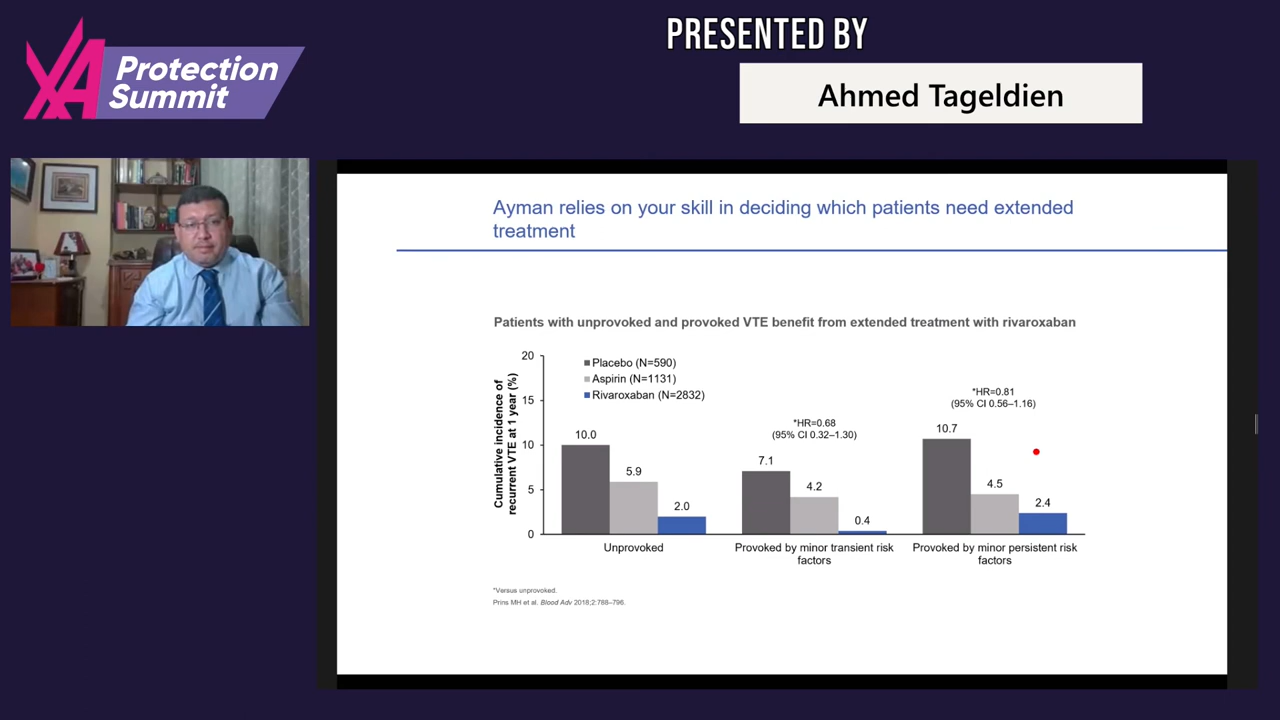 PRESENTED BY
XA Protection
Summit
Ahmed Tageldien
Ayman relies on your skill in deciding which patients need extended
treatment
Patients with unprovoked and provoked VTE benefit from extended treatment with rivaroxaban
Cumulative incidence of
recurrent VTE at 1 year (%)
20
15
10
5
0
Placebo (N=590)
Aspirin (N=1131)
Rivaroxaban (N=2832)
*HR=0.68
(95% CI 0.32–1.30)
*HR=0.81
(95% CI 0.56–1.16)
10.0
5.9
2.0
7.1
4.2
0.4
10.7
4.5
2.4
Unprovoked
Provoked by minor transient risk
factors
Provoked by minor persistent risk
factors
*Versus unprovoked.
Prins MH et al. Blood Adv 2018;2:788–796.